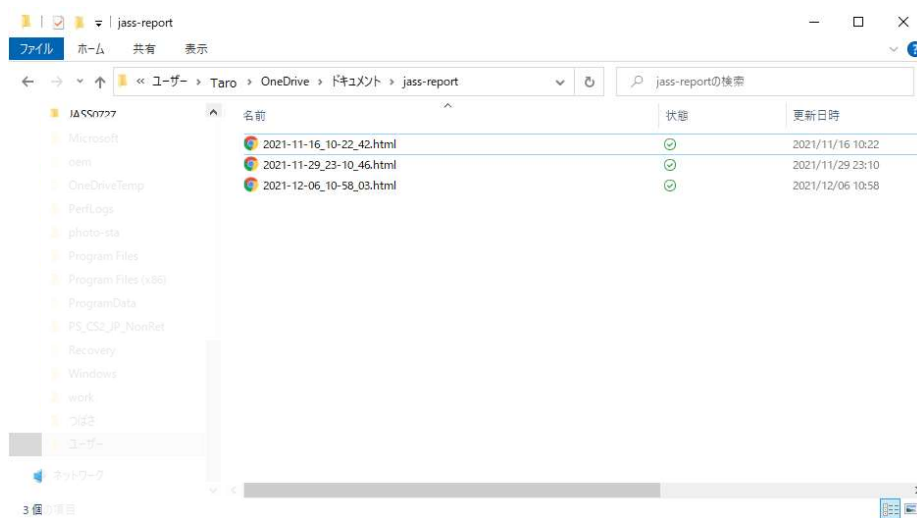 jass-report
ファイル ホーム 共有 表示
« ユーザー › Taro › OneDrive › ドキュメント › jass-report
jass-reportの検索
名前 状態 更新日時
JASS0727
Microsoft
oem
OneDriveTemp
PerfLogs
photo-sta
Program Files
Program Files (x86)
ProgramData
PS_CS2_JP_NonRet
Recovery
Windows
work
つばさ
ユーザー
ネットワーク
2021-11-16_10-22_42.html 2021/11/16 10:22
2021-11-29_23-10_46.html 2021/11/29 23:10
2021-12-06_10-58_03.html 2021/12/06 10:58
3 個の項目